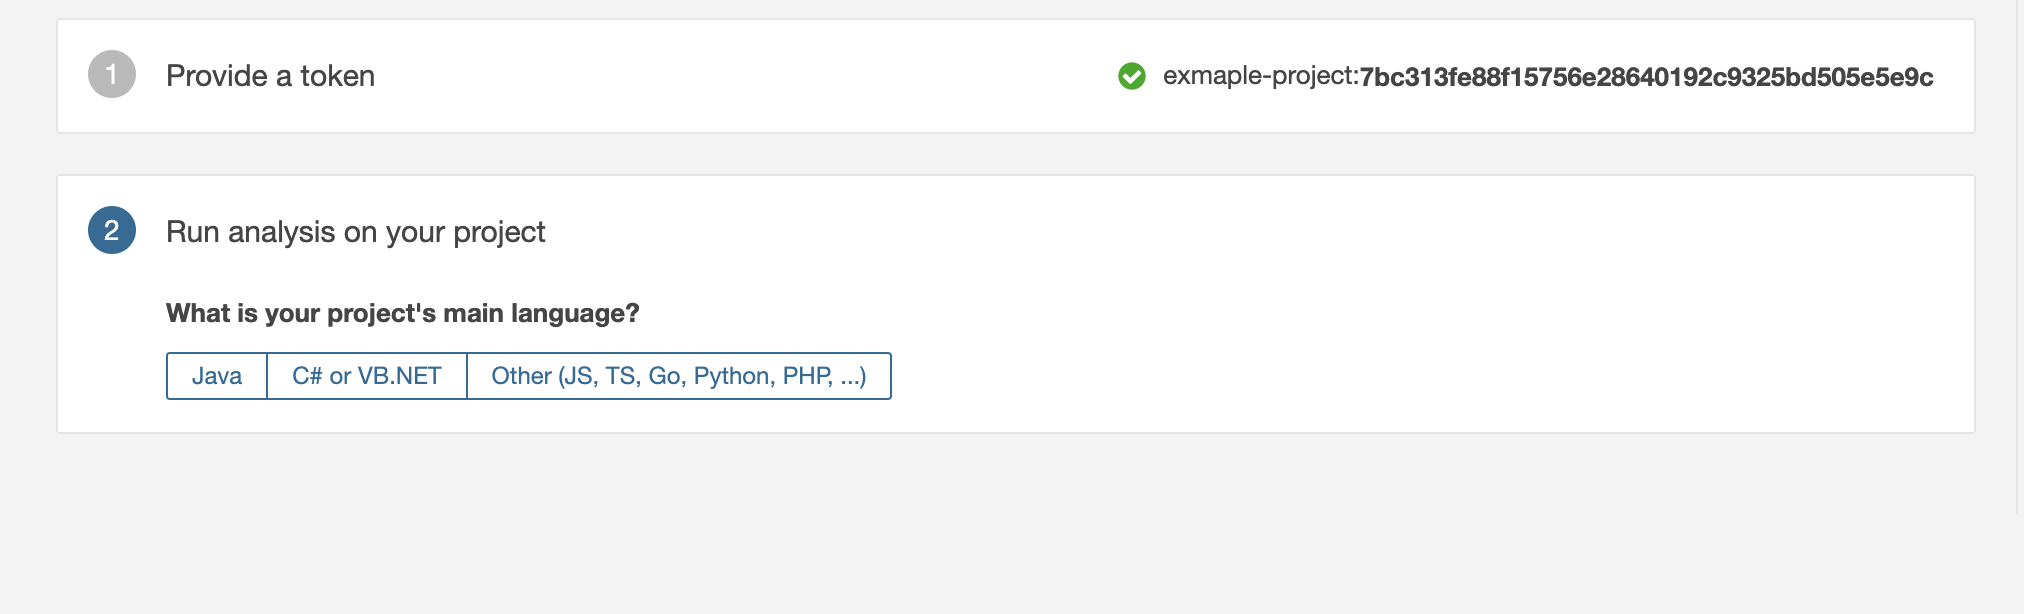 1 Provide a token exmaple-project:7bc313fe88f15756e28640192c9325bd505e5e9c
2 Run analysis on your project
What is your project's main language?
Java C# or VB.NET Other (JS, TS, Go, Python, PHP, ...)